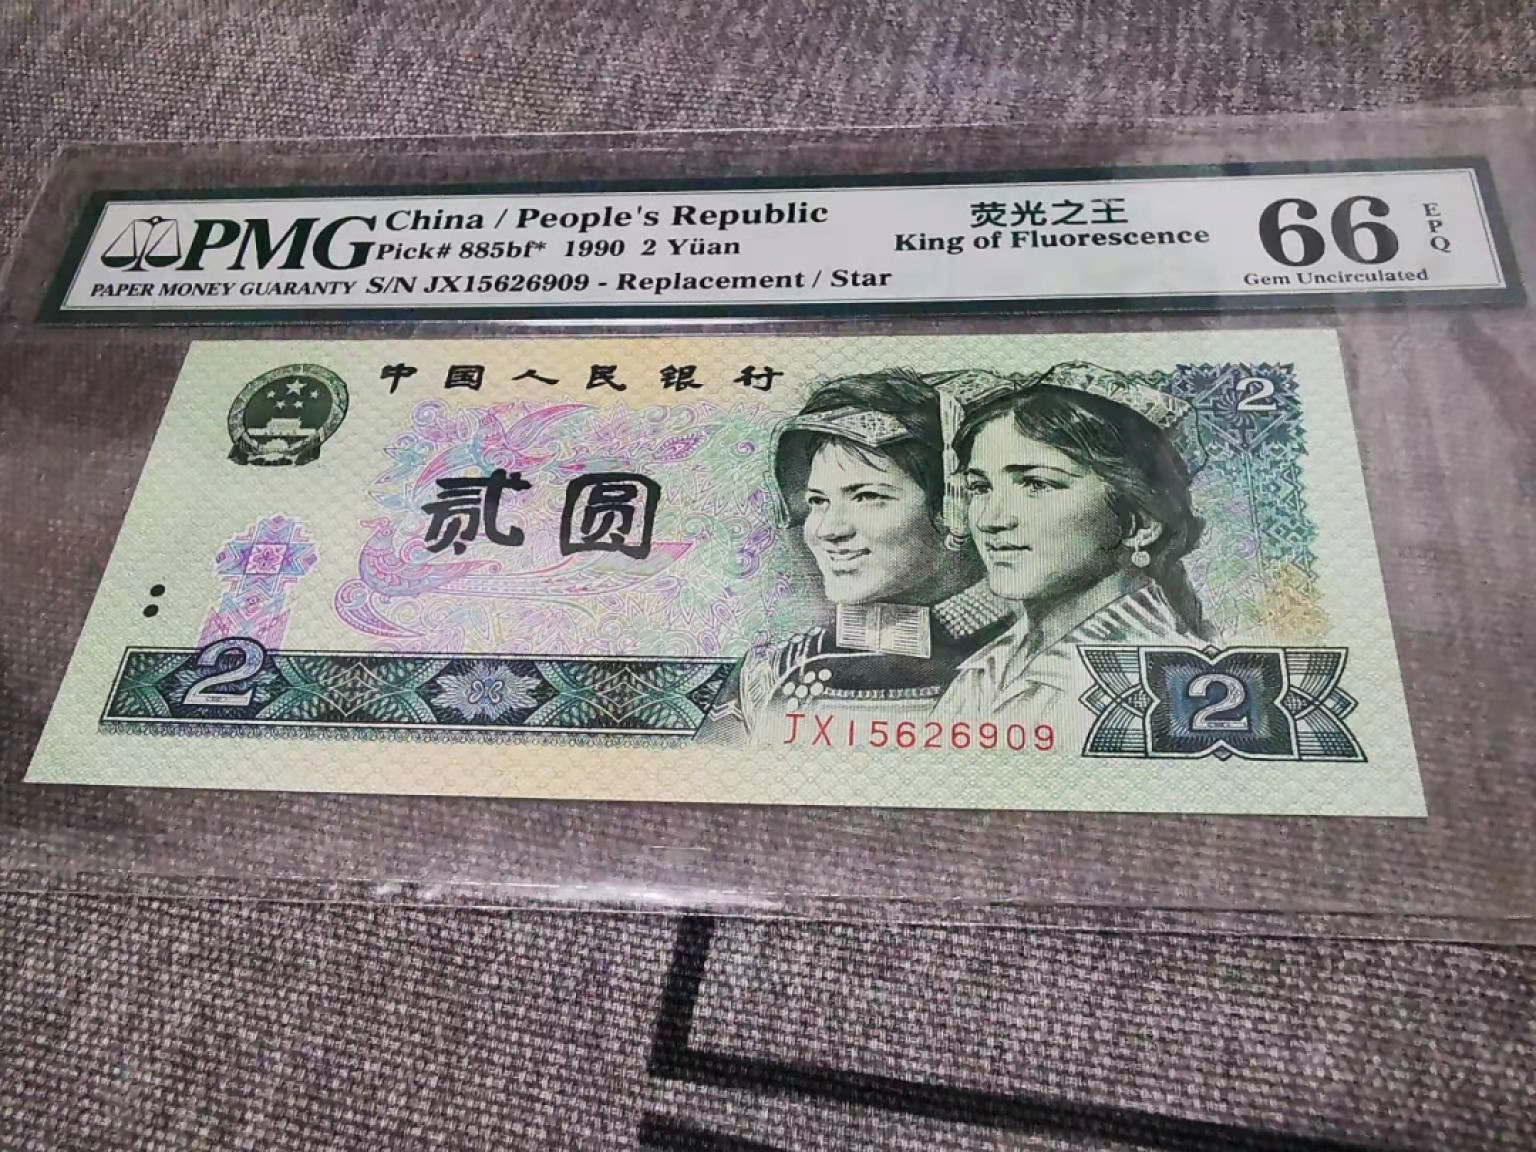 PMG
PAPER MONEY GUARANTY
China / People's Republic
Pick# 885bf* 1990 2 Yüan
S/N JX15626909 - Replacement / Star
荧光之王
King of Fluorescence
66
EPQ
Gem Uncirculated
中国人民银行
2
贰圆
2
JX15626909
2